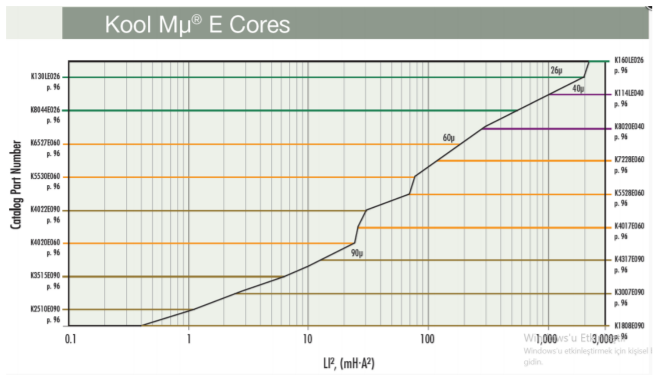 Kool Mµ® E Cores
K130LE026
p. 96
K8044E026
p. 96
K6527E060
p. 96
K5530E060
p. 96
K4022E090
p. 96
K4020E060
p. 96
K3515E090
p. 96
K2510E090
p. 96
Catalog Part Number
26µ
40µ
60µ
90µ
K160LE026
p. 96
K114LE040
p. 96
K8020E040
p. 96
K7228E060
p. 96
K5528E060
p. 96
K4017E060
p. 96
K4317E090
p. 96
K3007E090
p. 96
K1808E090
p. 96
0.1
1
10
100
1,000
3,000
LI², (mH·A²)
Windows'u Etkinleştir
Windows'u etkinleştirmek için kişisel
gidin.